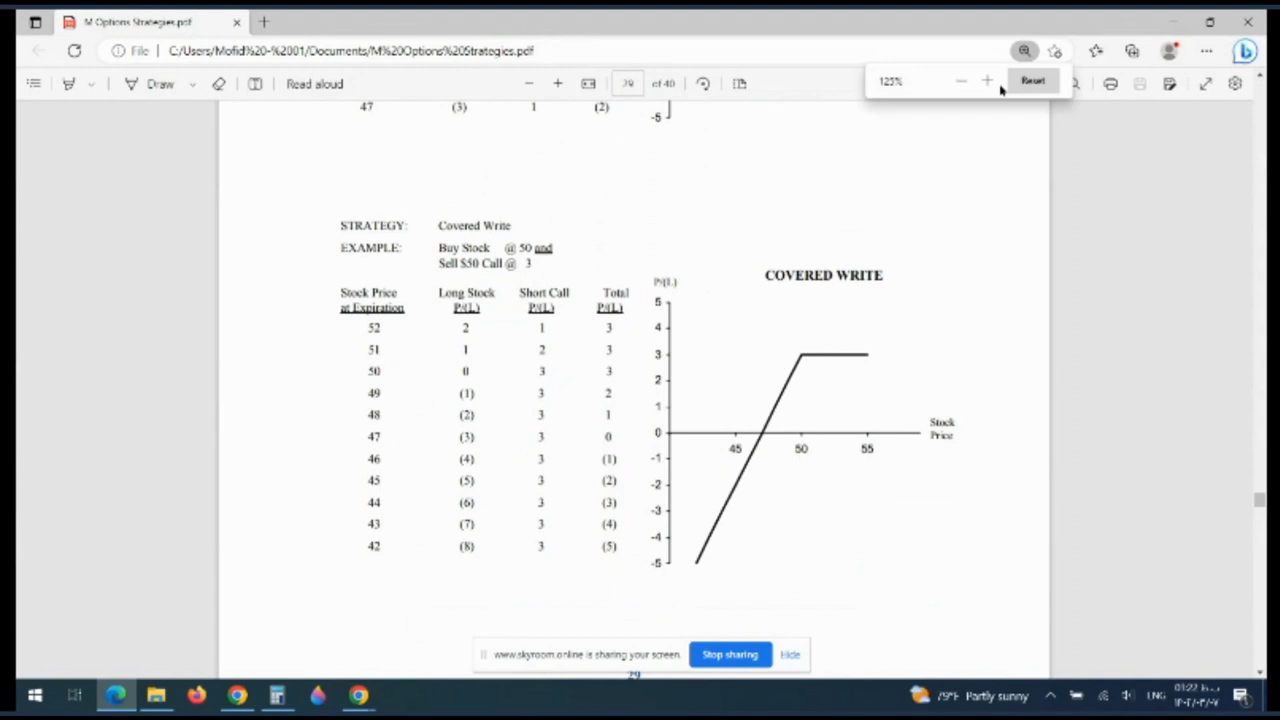 M Options Strategies.pdf
File C:/Users/Mofid%20-%2001/Documents/M%20Options%20Strategies.pdf
Draw Read aloud 29 of 40 125% Reset
47 (3) 1 (2)
-5
STRATEGY: Covered Write
EXAMPLE: Buy Stock @ 50 and
Sell $50 Call @ 3
COVERED WRITE
Stock Price Long Stock Short Call Total
at Expiration P/(L) P/(L) P/(L)
52 2 1 3
51 1 2 3
50 0 3 3
49 (1) 3 2
48 (2) 3 1
47 (3) 3 0
46 (4) 3 (1)
45 (5) 3 (2)
44 (6) 3 (3)
43 (7) 3 (4)
42 (8) 3 (5)
P/(L)
5
4
3
2
1
0
-1
-2
-3
-4
-5
45 50 55
Stock
Price
www.skyroom.online is sharing your screen. Stop sharing Hide
29
79°F Partly sunny ENG